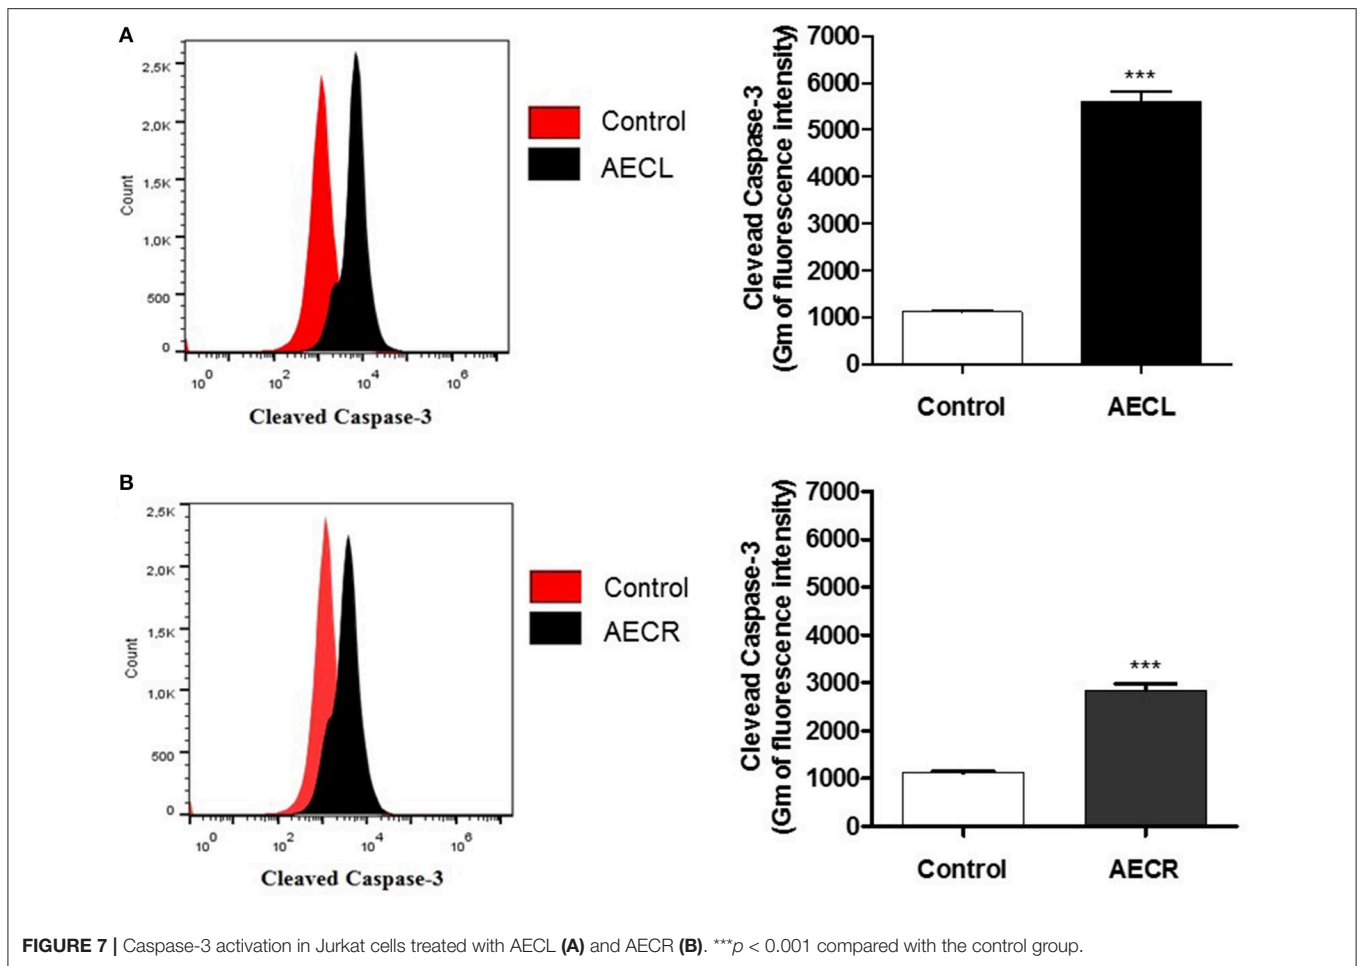 A
2,5K
2,0K
1,5K
1,0K
500
0
Count
10^0 10^2 10^4 10^6
Cleaved Caspase-3
Control
AECL
Clevead Caspase-3
(Gm of fluorescence intensity)
7000
6000
5000
4000
3000
2000
1000
0
***
Control AECL
B
2,5K
2,0K
1,5K
1,0K
500
0
Count
10^0 10^2 10^4 10^6
Cleaved Caspase-3
Control
AECR
Clevead Caspase-3
(Gm of fluorescence intensity)
7000
6000
5000
4000
3000
2000
1000
0
***
Control AECR
FIGURE 7 | Caspase-3 activation in Jurkat cells treated with AECL (A) and AECR (B). ***p < 0.001 compared with the control group.